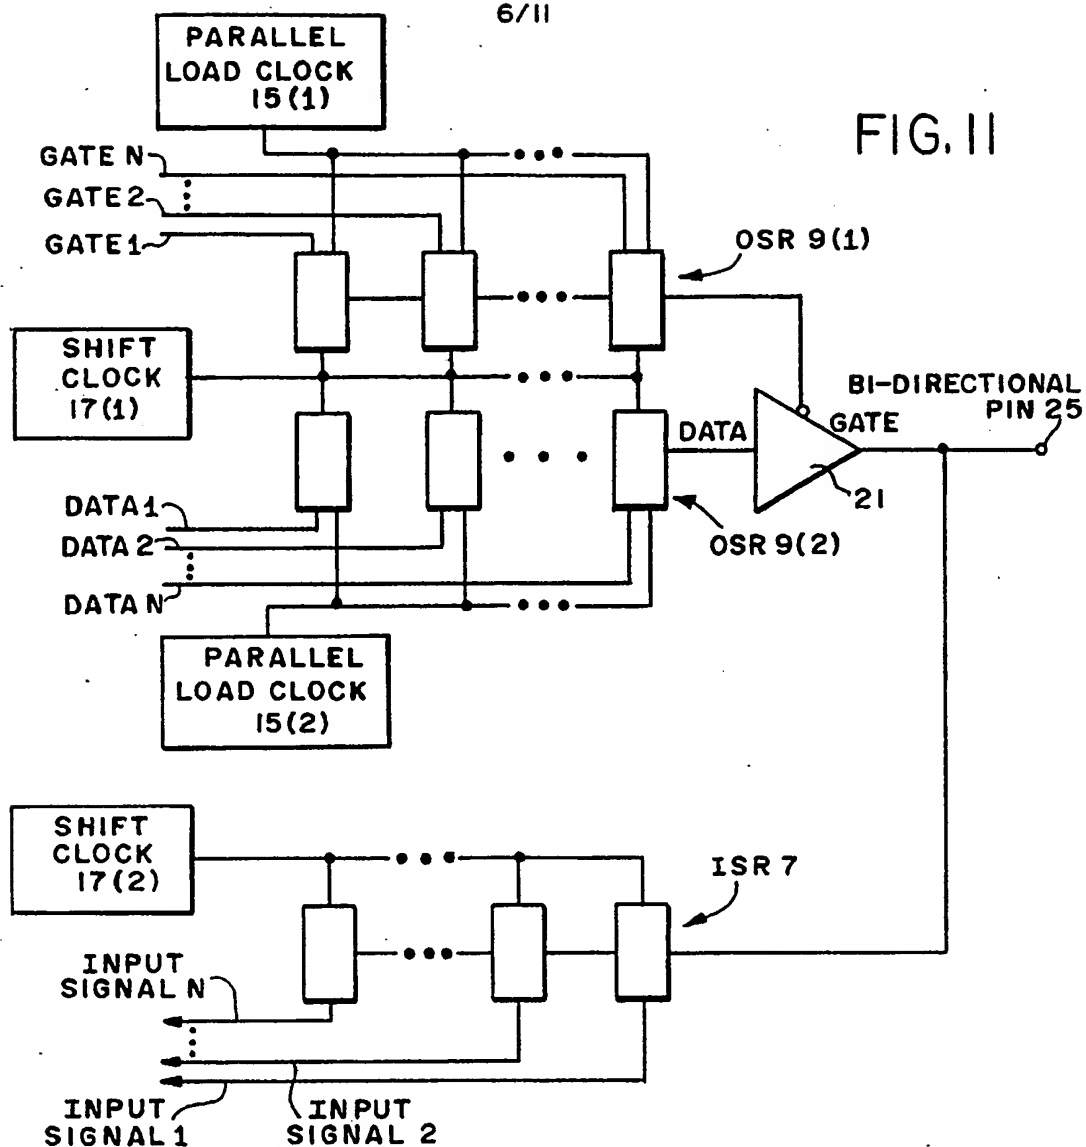 6/11
PARALLEL
LOAD CLOCK
15(1)
FIG. 11
GATE N
GATE 2
GATE 1
OSR 9(1)
SHIFT
CLOCK
17(1)
BI-DIRECTIONAL
PIN 25
DATA
GATE
21
DATA 1
DATA 2
DATA N
OSR 9(2)
PARALLEL
LOAD CLOCK
15(2)
SHIFT
CLOCK
17(2)
ISR 7
INPUT
SIGNAL N
INPUT
SIGNAL 1
INPUT
SIGNAL 2